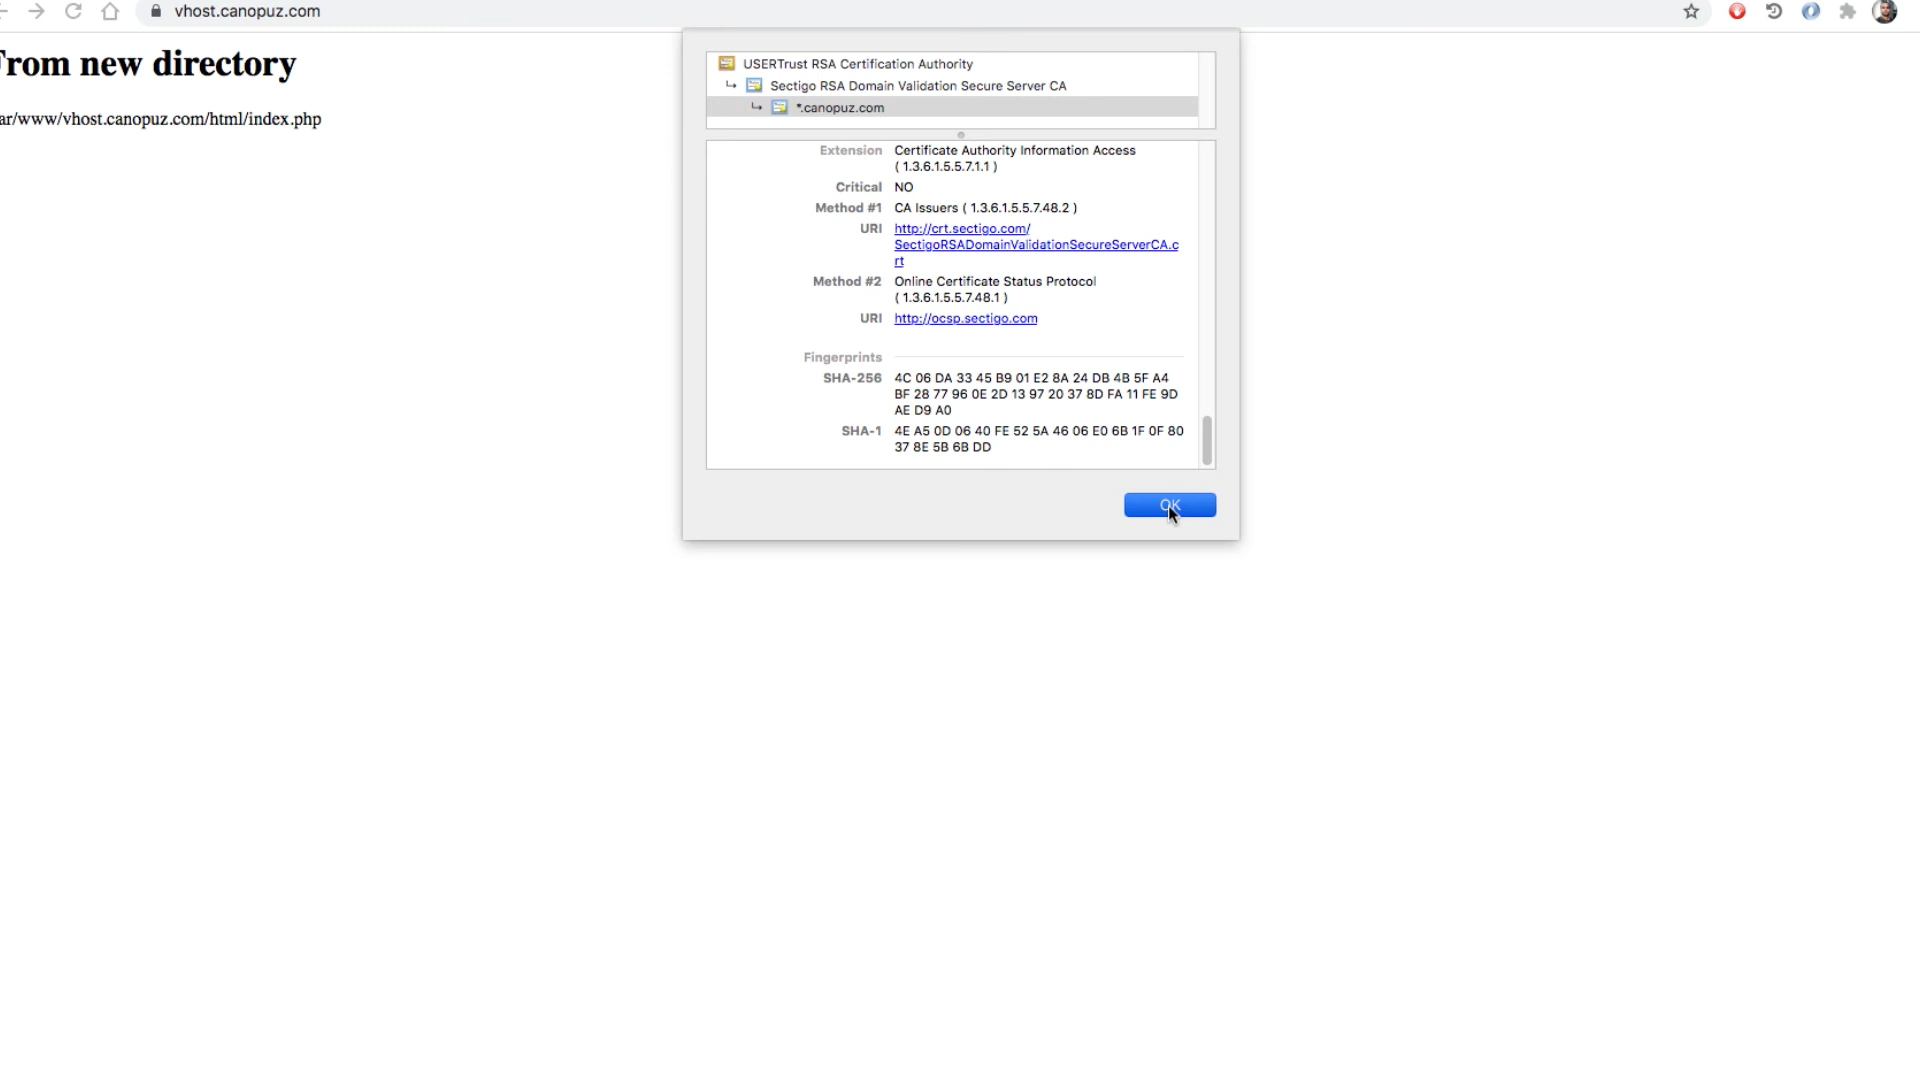 vhost.canopuz.com
From new directory
ar/www/vhost.canopuz.com/html/index.php
USERTrust RSA Certification Authority
Sectigo RSA Domain Validation Secure Server CA
*.canopuz.com
Extension Certificate Authority Information Access
( 1.3.6.1.5.5.7.1.1 )
Critical NO
Method #1 CA Issuers ( 1.3.6.1.5.5.7.48.2 )
URI http://crt.sectigo.com/
SectigoRSADomainValidationSecureServerCA.c
rt
Method #2 Online Certificate Status Protocol
( 1.3.6.1.5.5.7.48.1 )
URI http://ocsp.sectigo.com
Fingerprints
SHA-256 4C 06 DA 33 45 B9 01 E2 8A 24 DB 4B 5F A4
BF 28 77 96 0E 2D 13 97 20 37 8D FA 11 FE 9D
AE D9 A0
SHA-1 4E A5 0D 06 40 FE 52 5A 46 06 E0 6B 1F 0F 80
37 8E 5B 6B DD
OK